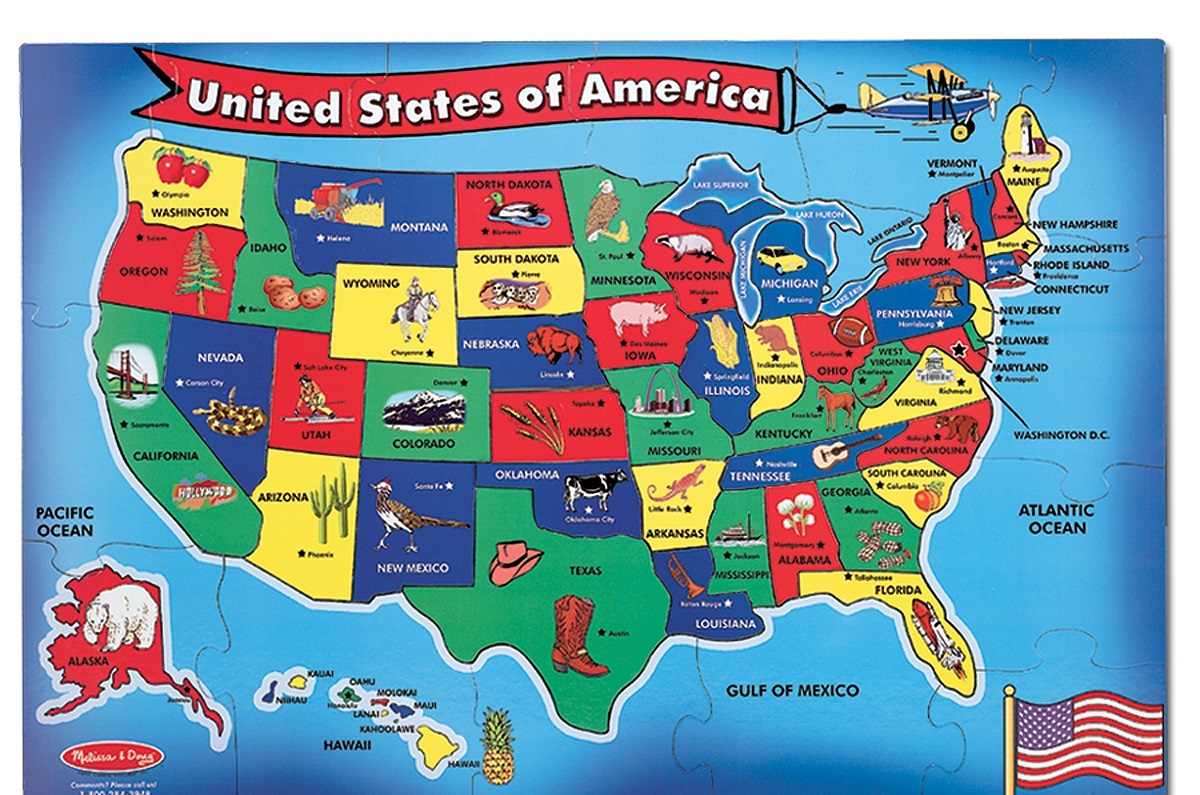 United States of America
VERMONT
Montpelier
Augusta
MAINE
LAKE SUPERIOR
LAKE HURON
LAKE ONTARIO
LAKE MICHIGAN
LAKE ERIE
Olympia
WASHINGTON
Salem
OREGON
IDAHO
Boise
Helena
MONTANA
NORTH DAKOTA
Bismarck
SOUTH DAKOTA
Pierre
St. Paul
MINNESOTA
WISCONSIN
Madison
MICHIGAN
Lansing
NEW YORK
Albany
Concord
NEW HAMPSHIRE
Boston
MASSACHUSETTS
Hartford
RHODE ISLAND
Providence
CONNECTICUT
WYOMING
Cheyenne
NEBRASKA
Lincoln
Des Moines
IOWA
PENNSYLVANIA
Harrisburg
NEW JERSEY
Trenton
DELAWARE
Dover
MARYLAND
Annapolis
WASHINGTON D.C.
NEVADA
Carson City
Salt Lake City
UTAH
Denver
COLORADO
Topeka
KANSAS
Jefferson City
MISSOURI
Springfield
ILLINOIS
Indianapolis
INDIANA
Columbus
OHIO
WEST
VIRGINIA
Charleston
Richmond
VIRGINIA
Frankfort
KENTUCKY
Sacramento
CALIFORNIA
HOLLYWOOD
ARIZONA
Phoenix
Santa Fe
NEW MEXICO
OKLAHOMA
Oklahoma City
Little Rock
ARKANSAS
Nashville
TENNESSEE
Raleigh
NORTH CAROLINA
SOUTH CAROLINA
Columbia
GEORGIA
Atlanta
Montgomery
ALABAMA
Jackson
MISSISSIPPI
TEXAS
Austin
Baton Rouge
LOUISIANA
Tallahassee
FLORIDA
PACIFIC
OCEAN
ATLANTIC
OCEAN
GULF OF MEXICO
ALASKA
Juneau
KAUAI
NIIHAU
OAHU
Honolulu
MOLOKAI
LANAI
MAUI
KAHOOLAWE
HAWAII
HAWAII
Melissa & Doug
Comments? Please call us!
1-800-284-3948